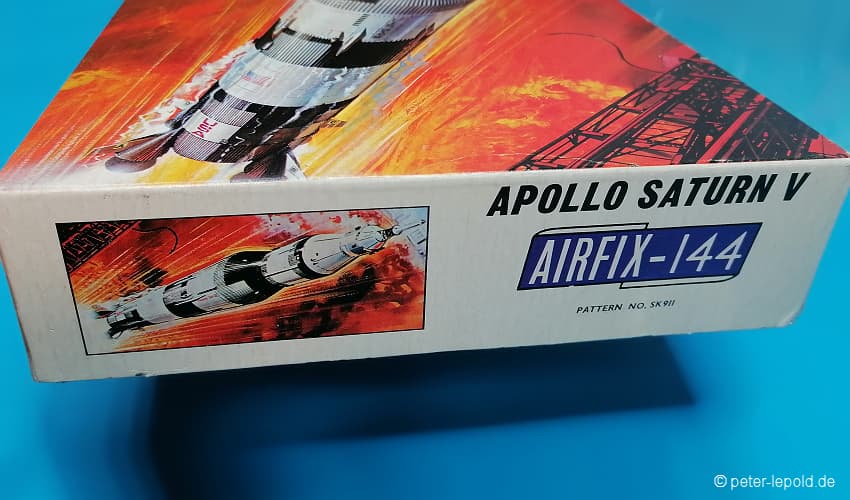 APOLLO SATURN V
AIRFIX-144
PATTERN NO. SK911
© peter-lepold.de